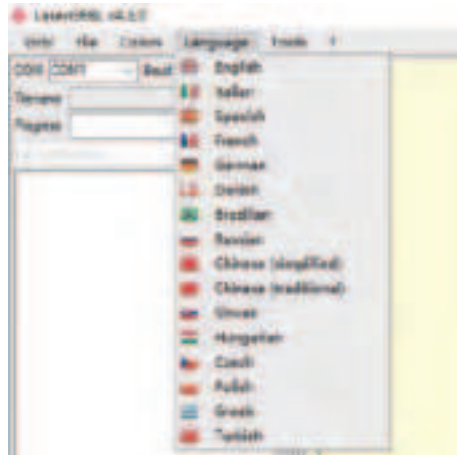 LaserGRBL v4.3.0
Grbl File Colors Language Tools ?
COM COM1 Baud
Filename
Progress
English
Italian
Spanish
French
German
Danish
Brazilian
Russian
Chinese (simplified)
Chinese (traditional)
Slovak
Hungarian
Czech
Polish
Greek
Turkish